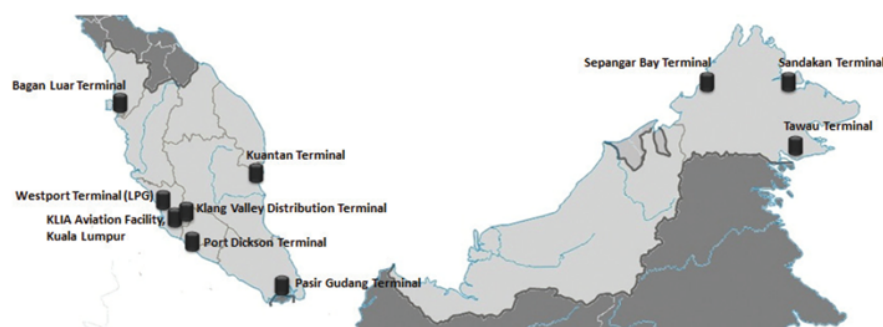 Bagan Luar Terminal
Kuantan Terminal
Westport Terminal (LPG)
Klang Valley Distribution Terminal
KLIA Aviation Facility,
Kuala Lumpur
Port Dickson Terminal
Pasir Gudang Terminal
Sepangar Bay Terminal
Sandakan Terminal
Tawau Terminal